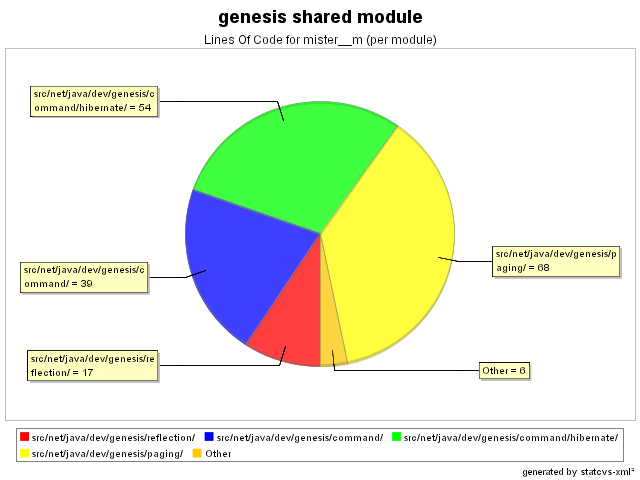 genesis shared module
Lines Of Code for mister__m (per module)
src/net/java/dev/genesis/c
ommand/hibernate/ = 54
src/net/java/dev/genesis/p
aging/ = 68
src/net/java/dev/genesis/c
ommand/ = 39
src/net/java/dev/genesis/re
flection/ = 17
Other = 6
src/net/java/dev/genesis/reflection/ src/net/java/dev/genesis/command/ src/net/java/dev/genesis/command/hibernate/
src/net/java/dev/genesis/paging/ Other
generated by statcvs-xml²